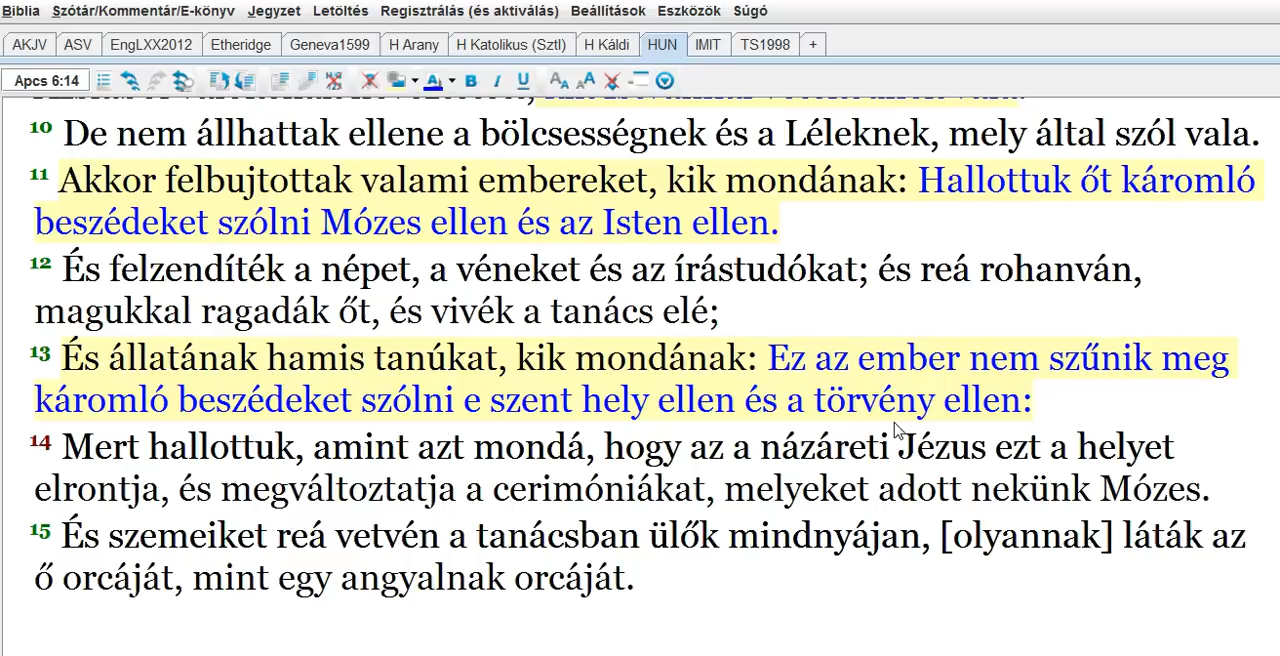 Biblia Szótár/Kommentár/E-könyv Jegyzet Letöltés Regisztrálás (és aktiválás) Beállítások Eszközök Súgó
AKJV ASV EngLXX2012 Etheridge Geneva1599 H Arany H Katolikus (Sztl) H Káldi HUN IMIT TS1998 +
Apcs 6:14 A B I U AA AA
10 De nem állhattak ellene a bölcsességnek és a Léleknek, mely által szól vala.
11 Akkor felbujtottak valami embereket, kik mondának: Hallottuk őt káromló
beszédeket szólni Mózes ellen és az Isten ellen.
12 És felzendíték a népet, a véneket és az írástudókat; és reá rohanván,
magukkal ragadák őt, és vivék a tanács elé;
13 És állatának hamis tanúkat, kik mondának: Ez az ember nem szűnik meg
káromló beszédeket szólni e szent hely ellen és a törvény ellen:
14 Mert hallottuk, amint azt mondá, hogy az a názáreti Jézus ezt a helyet
elrontja, és megváltoztatja a cerimóniákat, melyeket adott nekünk Mózes.
15 És szemeiket reá vetvén a tanácsban ülők mindnyájan, [olyannak] láták az
ő orcáját, mint egy angyalnak orcáját.